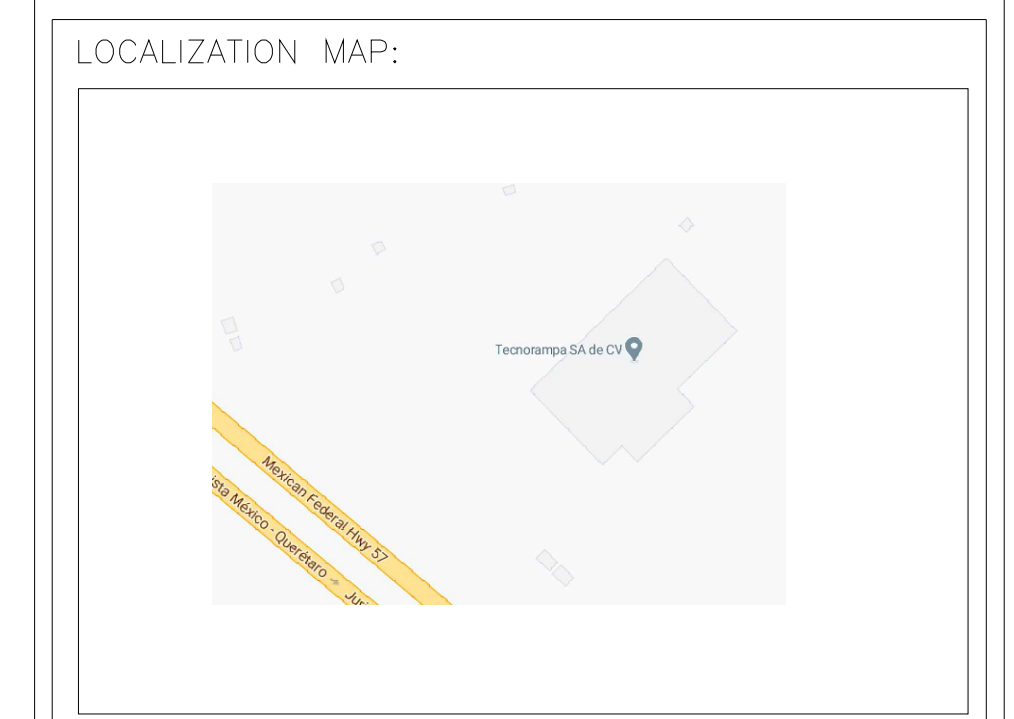 LOCALIZATION MAP:
Tecnorampa SA de CV
Mexican Federal Hwy 57
ista México - Querétaro